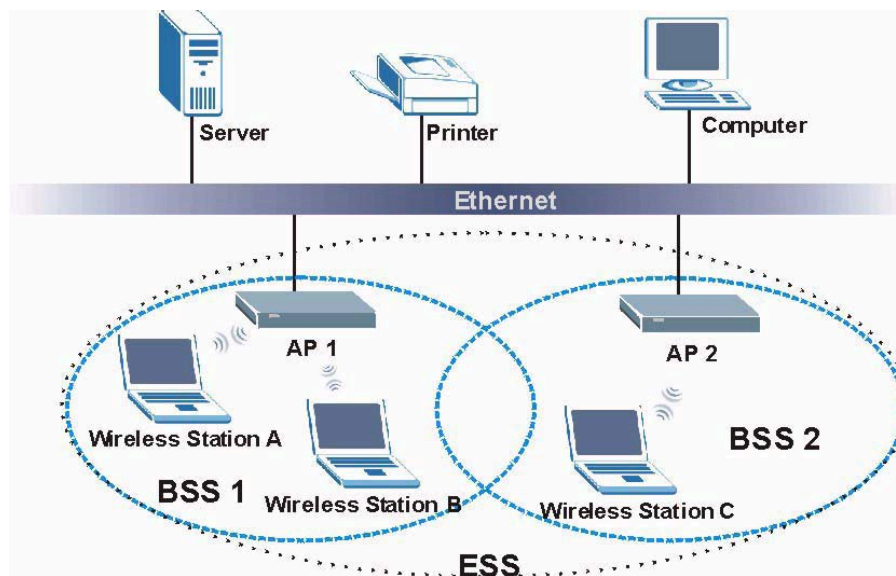 Server
Printer
Computer
Ethernet
AP 1
AP 2
Wireless Station A
BSS 2
BSS 1
Wireless Station B
Wireless Station C
ESS